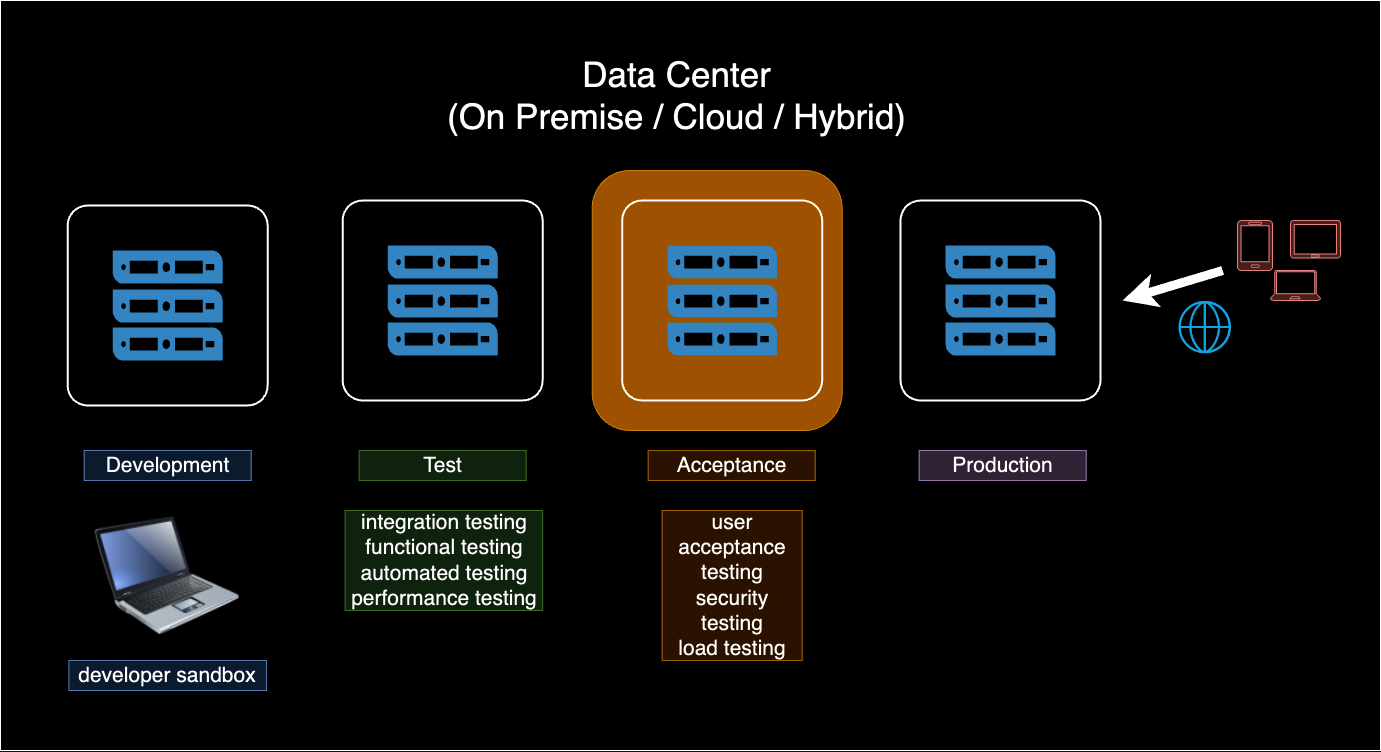 Data Center
(On Premise / Cloud / Hybrid)
Development
Test
Acceptance
Production
integration testing
functional testing
automated testing
performance testing
user
acceptance
testing
security
testing
load testing
developer sandbox